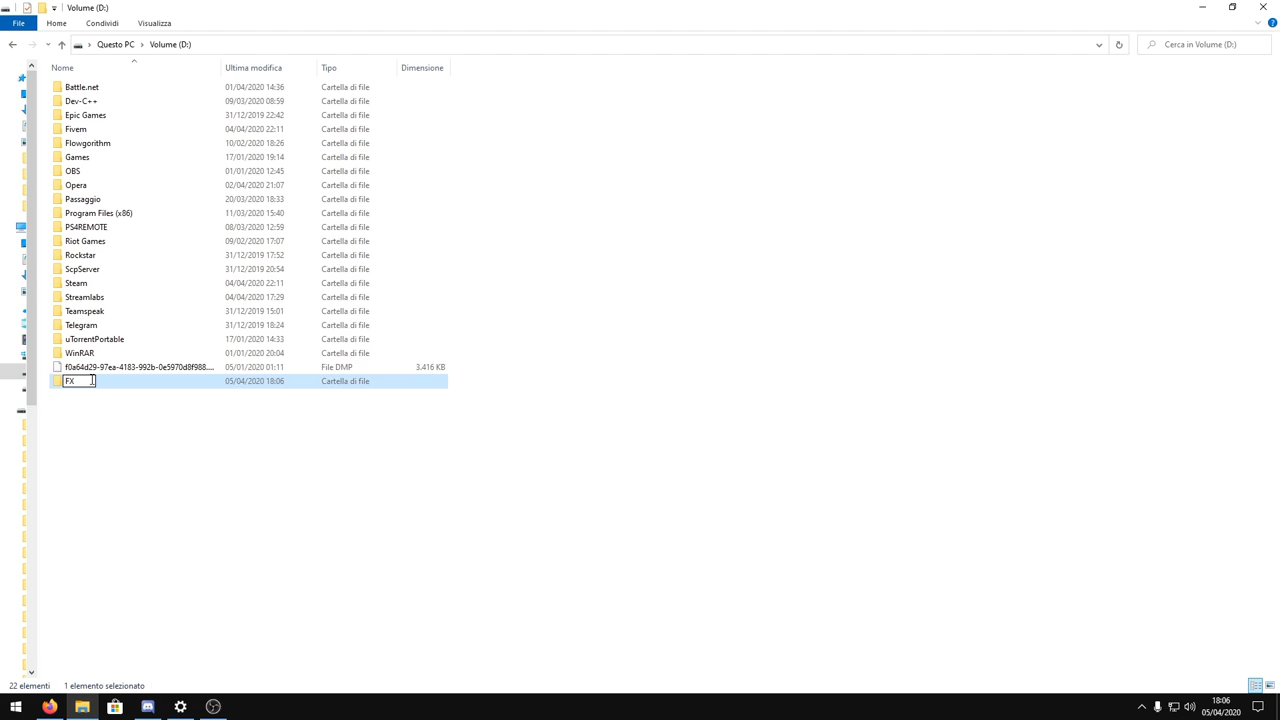 Volume (D:)
File Home Condividi Visualizza
Questo PC > Volume (D:)
Cerca in Volume (D:)
Nome Ultima modifica Tipo Dimensione
Battle.net 01/04/2020 14:36 Cartella di file
Dev-C++ 09/03/2020 08:59 Cartella di file
Epic Games 31/12/2019 22:42 Cartella di file
Fivem 04/04/2020 22:11 Cartella di file
Flowgorithm 10/02/2020 18:26 Cartella di file
Games 17/01/2020 19:14 Cartella di file
OBS 01/01/2020 12:45 Cartella di file
Opera 02/04/2020 21:07 Cartella di file
Passaggio 20/03/2020 18:33 Cartella di file
Program Files (x86) 11/03/2020 15:40 Cartella di file
PS4REMOTE 08/03/2020 12:59 Cartella di file
Riot Games 09/02/2020 17:07 Cartella di file
Rockstar 31/12/2019 17:52 Cartella di file
ScpServer 31/12/2019 20:54 Cartella di file
Steam 04/04/2020 22:11 Cartella di file
Streamlabs 04/04/2020 17:29 Cartella di file
Teamspeak 31/12/2019 15:01 Cartella di file
Telegram 31/12/2019 18:24 Cartella di file
uTorrentPortable 17/01/2020 14:33 Cartella di file
WinRAR 01/01/2020 20:04 Cartella di file
f0a64d29-97ea-4183-992b-0e5970d8f988.... 05/01/2020 01:11 File DMP 3.416 KB
FX 05/04/2020 18:06 Cartella di file
22 elementi 1 elemento selezionato
18:06
05/04/2020